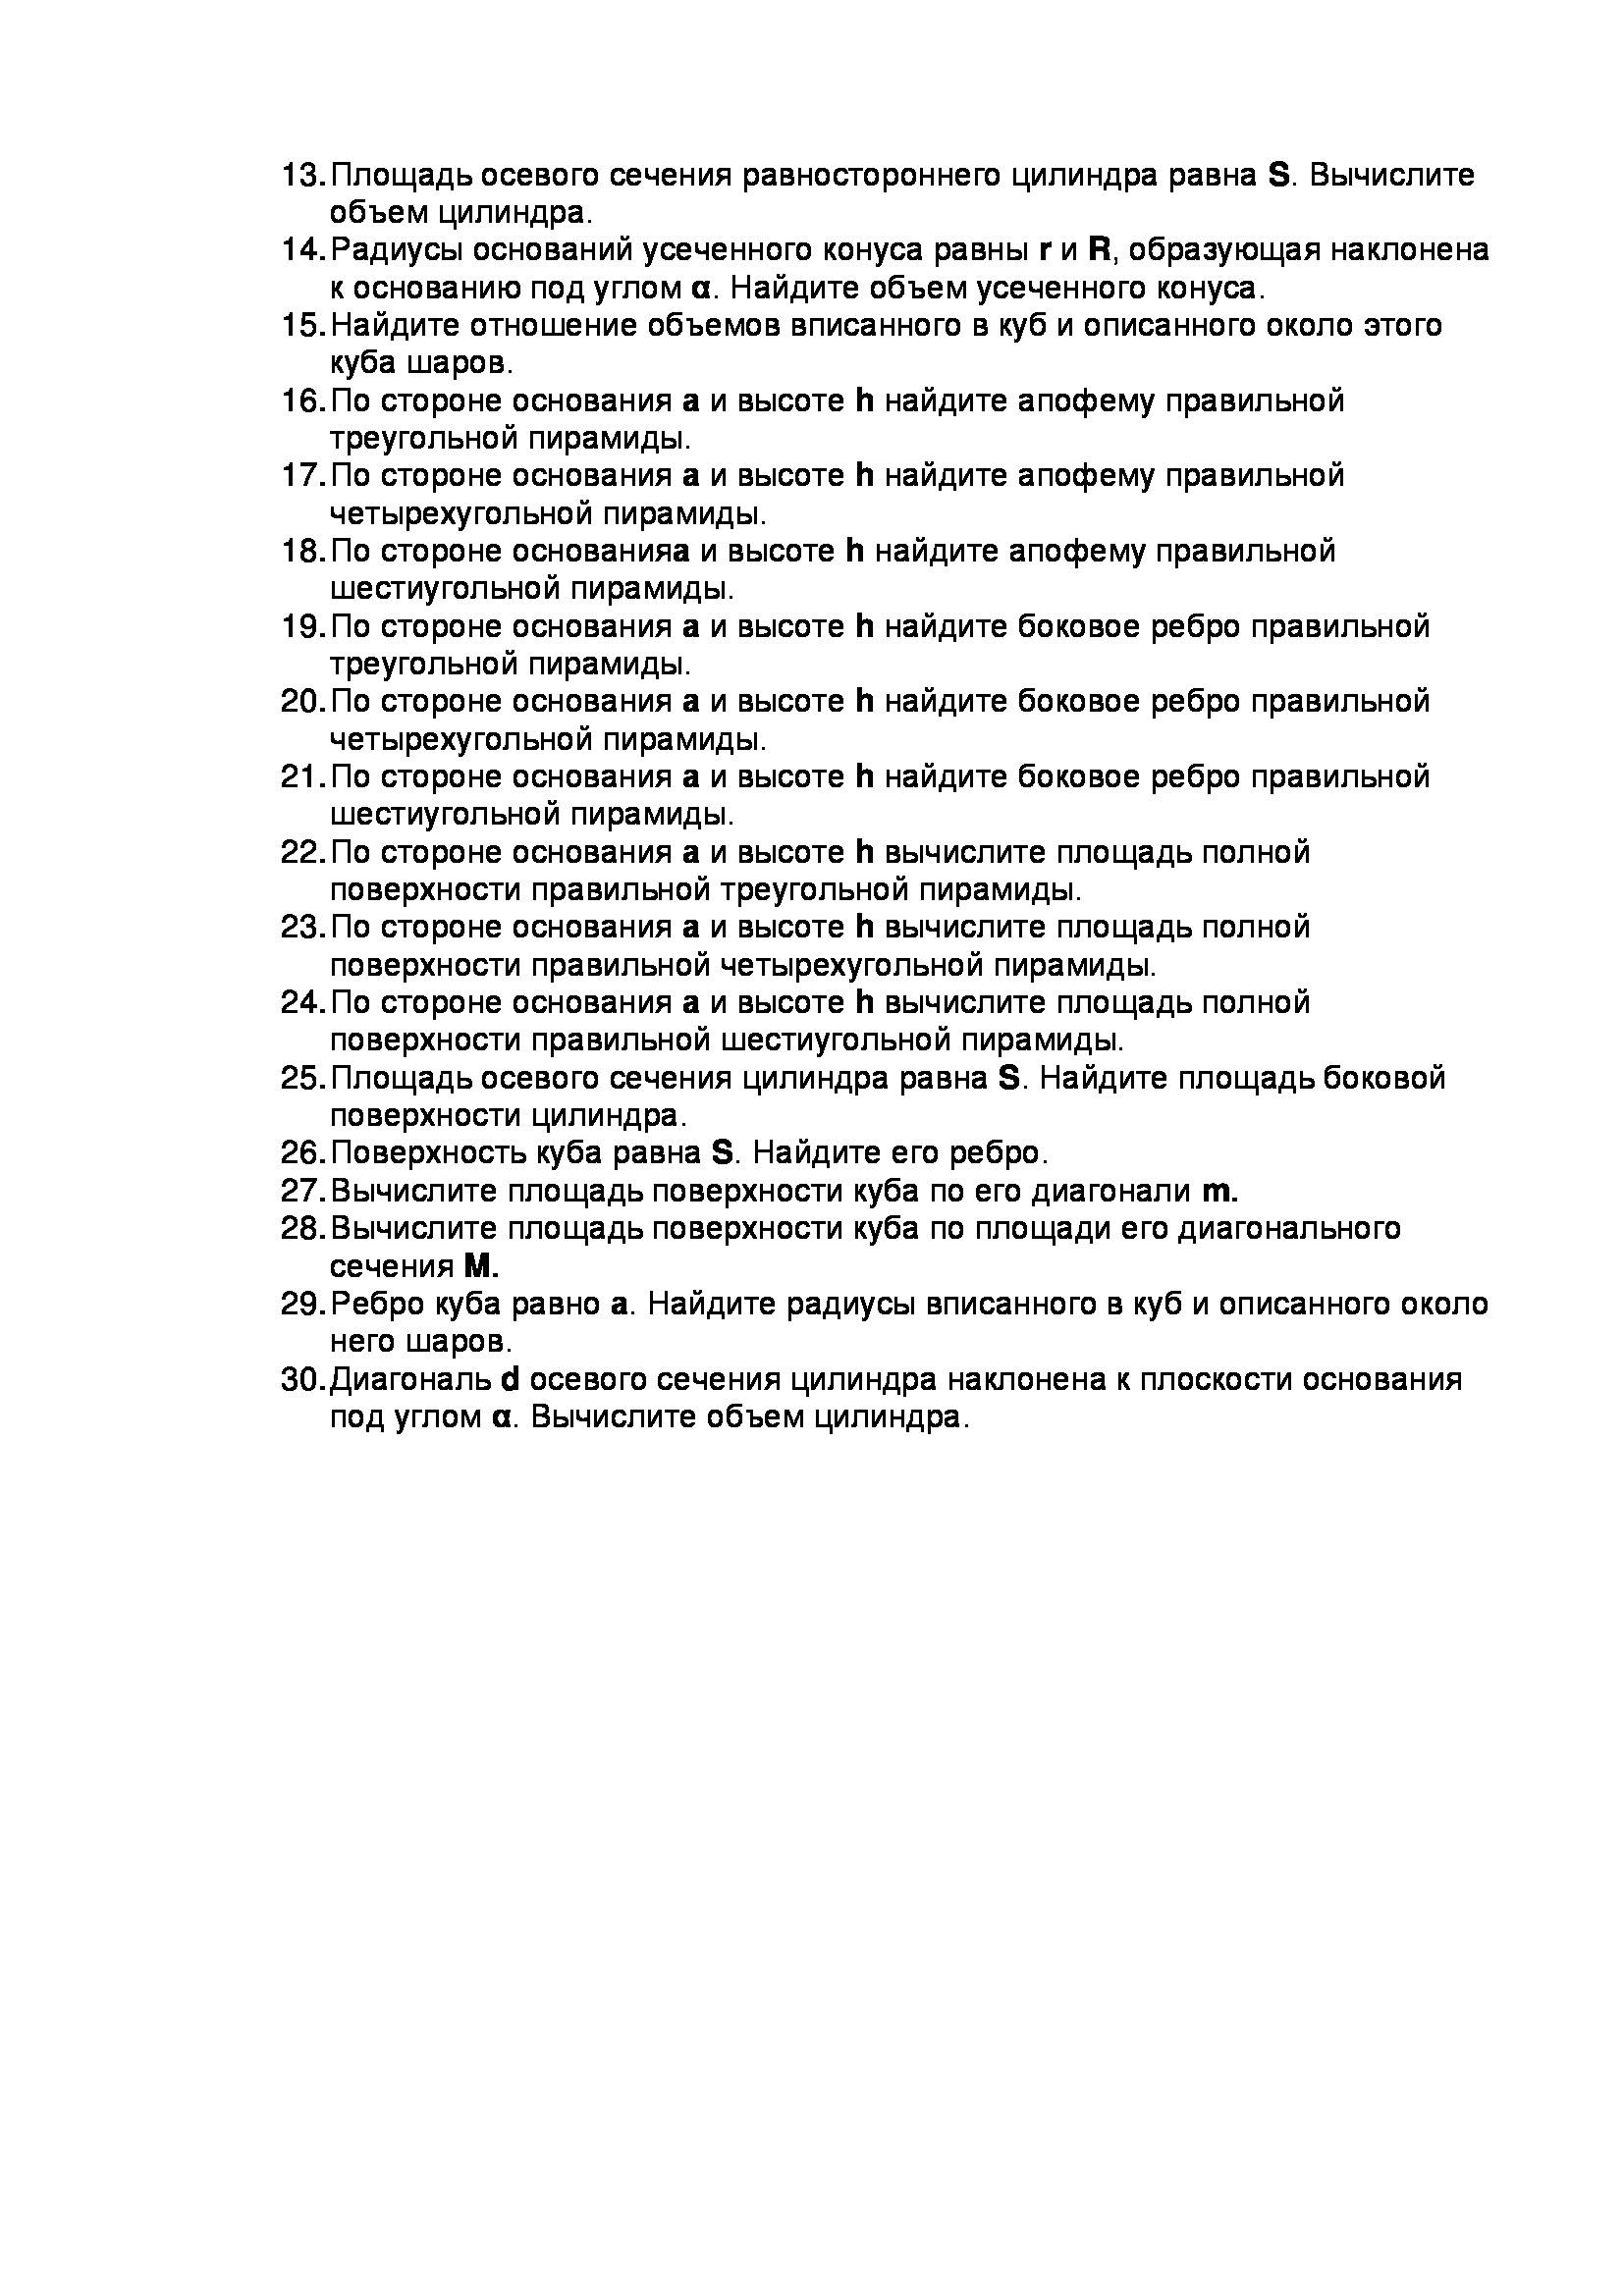 13.Площадь осевого сечения равностороннего цилиндра равна S. Вычислите
объем цилиндра.
14.Радиусы оснований усеченного конуса равны r и R, образующая наклонена
к основанию под углом α. Найдите объем усеченного конуса.
15.Найдите отношение объемов вписанного в куб и описанного около этого
куба шаров.
16.По стороне основания a и высоте h найдите апофему правильной
треугольной пирамиды.
17.По стороне основания a и высоте h найдите апофему правильной
четырехугольной пирамиды.
18.По стороне основанияa и высоте h найдите апофему правильной
шестиугольной пирамиды.
19.По стороне основания a и высоте h найдите боковое ребро правильной
треугольной пирамиды.
20.По стороне основания a и высоте h найдите боковое ребро правильной
четырехугольной пирамиды.
21.По стороне основания a и высоте h найдите боковое ребро правильной
шестиугольной пирамиды.
22.По стороне основания a и высоте h вычислите площадь полной
поверхности правильной треугольной пирамиды.
23.По стороне основания a и высоте h вычислите площадь полной
поверхности правильной четырехугольной пирамиды.
24.По стороне основания a и высоте h вычислите площадь полной
поверхности правильной шестиугольной пирамиды.
25.Площадь осевого сечения цилиндра равна S. Найдите площадь боковой
поверхности цилиндра.
26.Поверхность куба равна S. Найдите его ребро.
27.Вычислите площадь поверхности куба по его диагонали m.
28.Вычислите площадь поверхности куба по площади его диагонального
сечения M.
29.Ребро куба равно a. Найдите радиусы вписанного в куб и описанного около
него шаров.
30.Диагональ d осевого сечения цилиндра наклонена к плоскости основания
под углом α. Вычислите объем цилиндра.